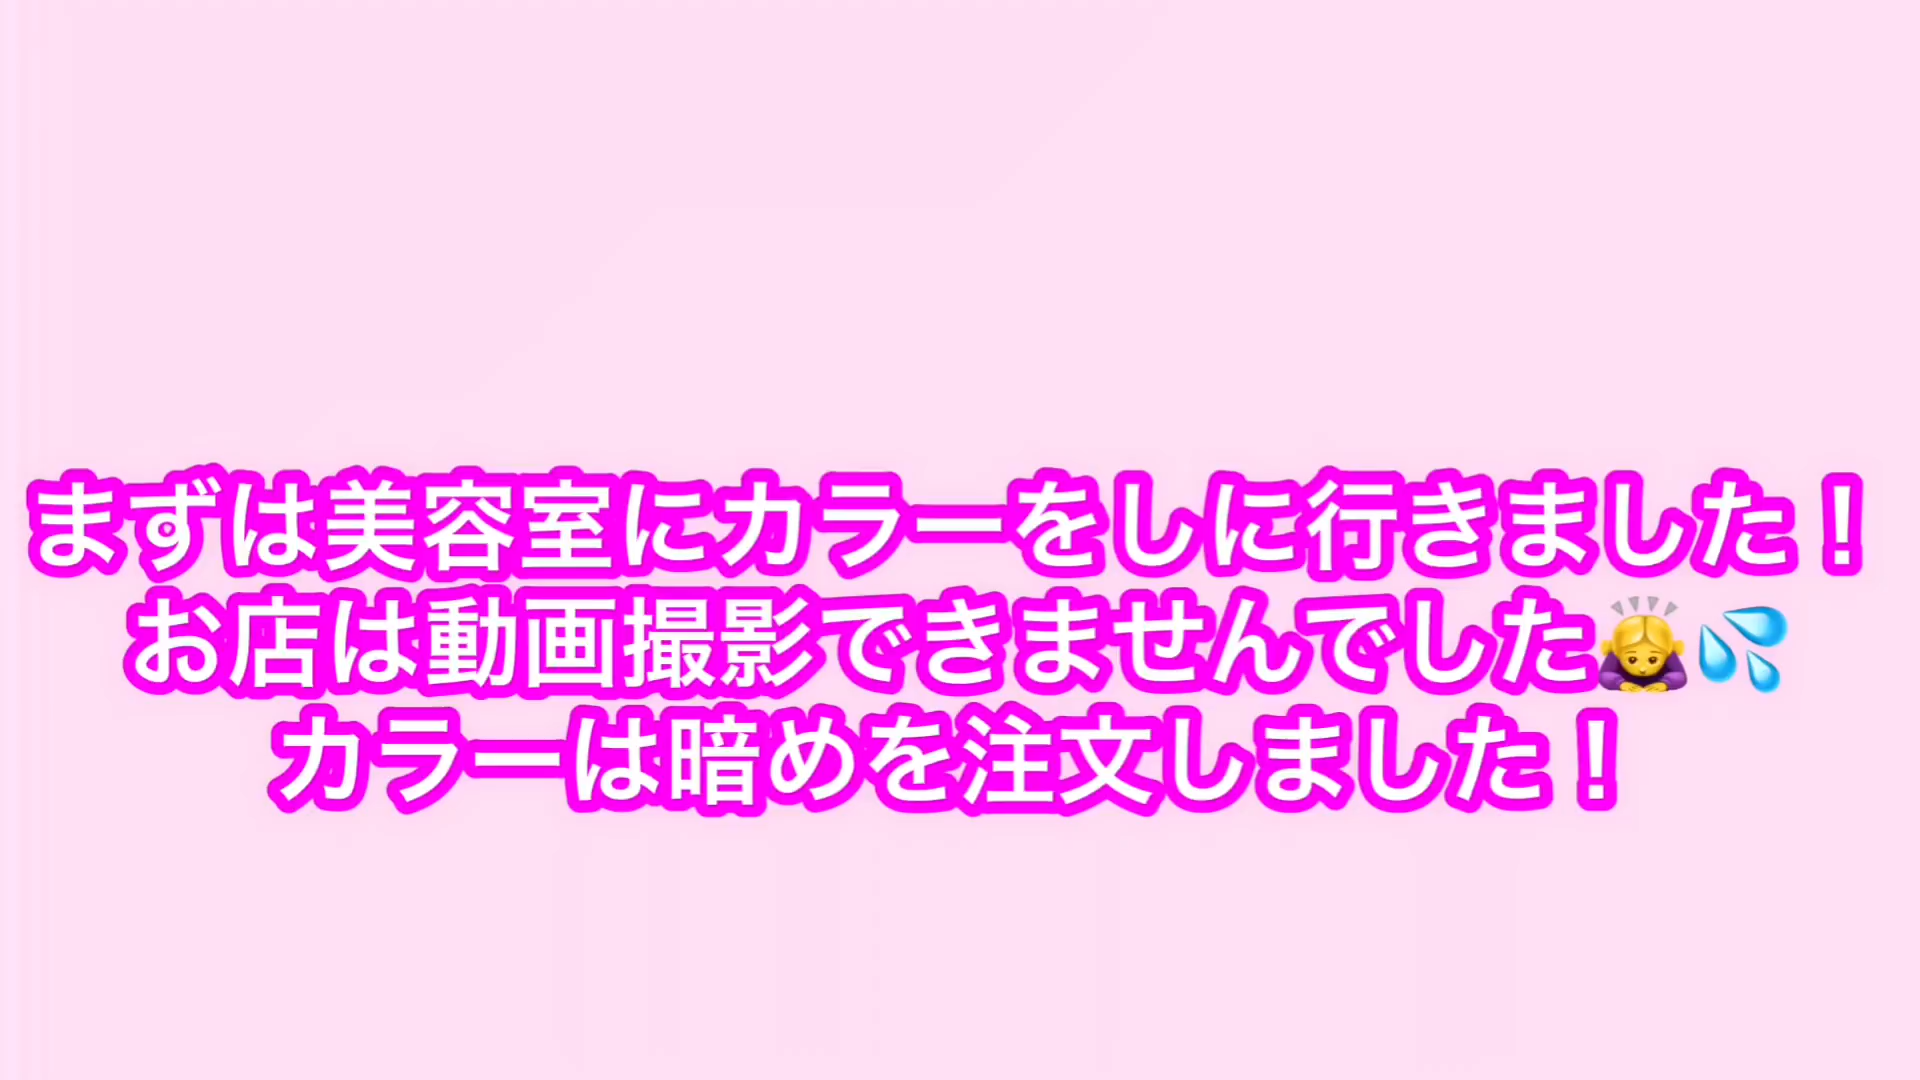 まずは美容室にカラーをしに行きました！
お店は動画撮影できませんでした🙇‍♀️💦
カラーは暗めを注文しました！